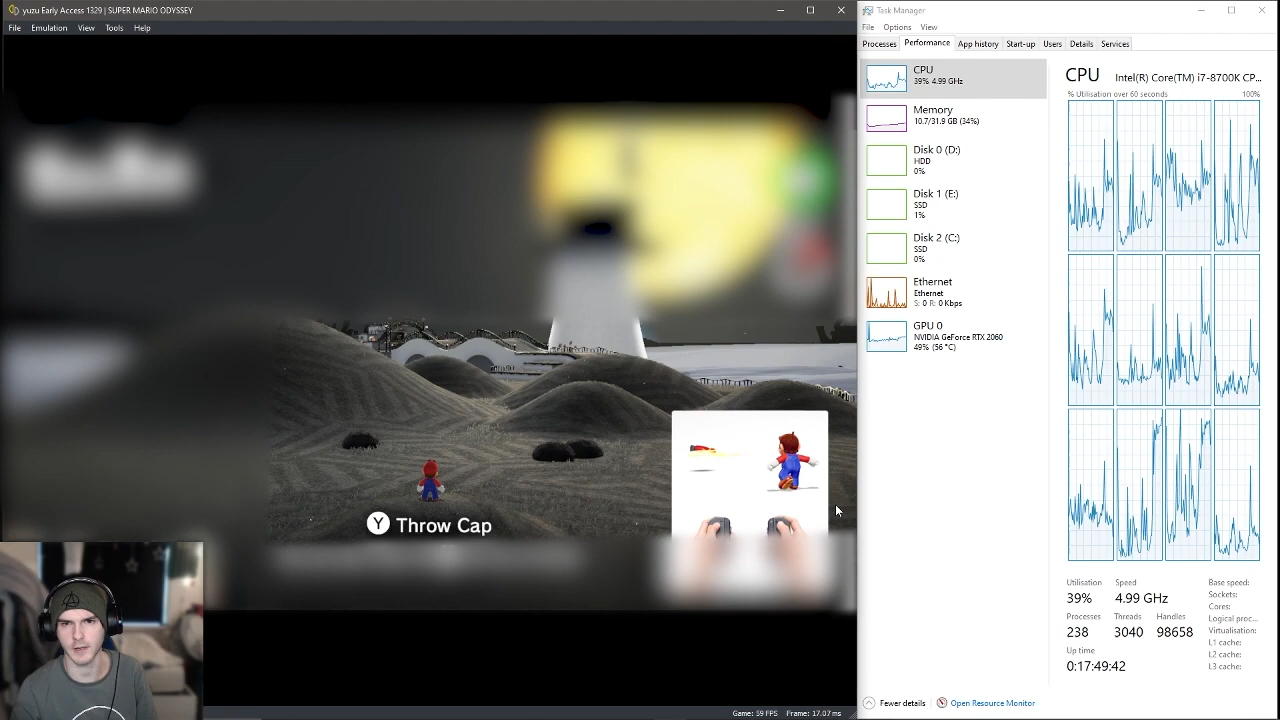 yuzu Early Access 1329 | SUPER MARIO ODYSSEY
File Emulation View Tools Help
Y Throw Cap
Game: 59 FPS Frame: 17.07 ms
Task Manager
File Options View
Processes Performance App history Start-up Users Details Services
CPU
39% 4.99 GHz
Memory
10.7/31.9 GB (34%)
Disk 0 (D:)
HDD
0%
Disk 1 (E:)
SSD
1%
Disk 2 (C:)
SSD
0%
Ethernet
Ethernet
S: 0 R: 0 Kbps
GPU 0
NVIDIA GeForce RTX 2060
49% (56 °C)
CPU Intel(R) Core(TM) i7-8700K CP...
% Utilisation over 60 seconds 100%
Utilisation Speed
39% 4.99 GHz
Processes Threads Handles
238 3040 98658
Up time
0:17:49:42
Base speed:
Sockets:
Cores:
Logical proc...
Virtualisation:
L1 cache:
L2 cache:
L3 cache:
Fewer details Open Resource Monitor